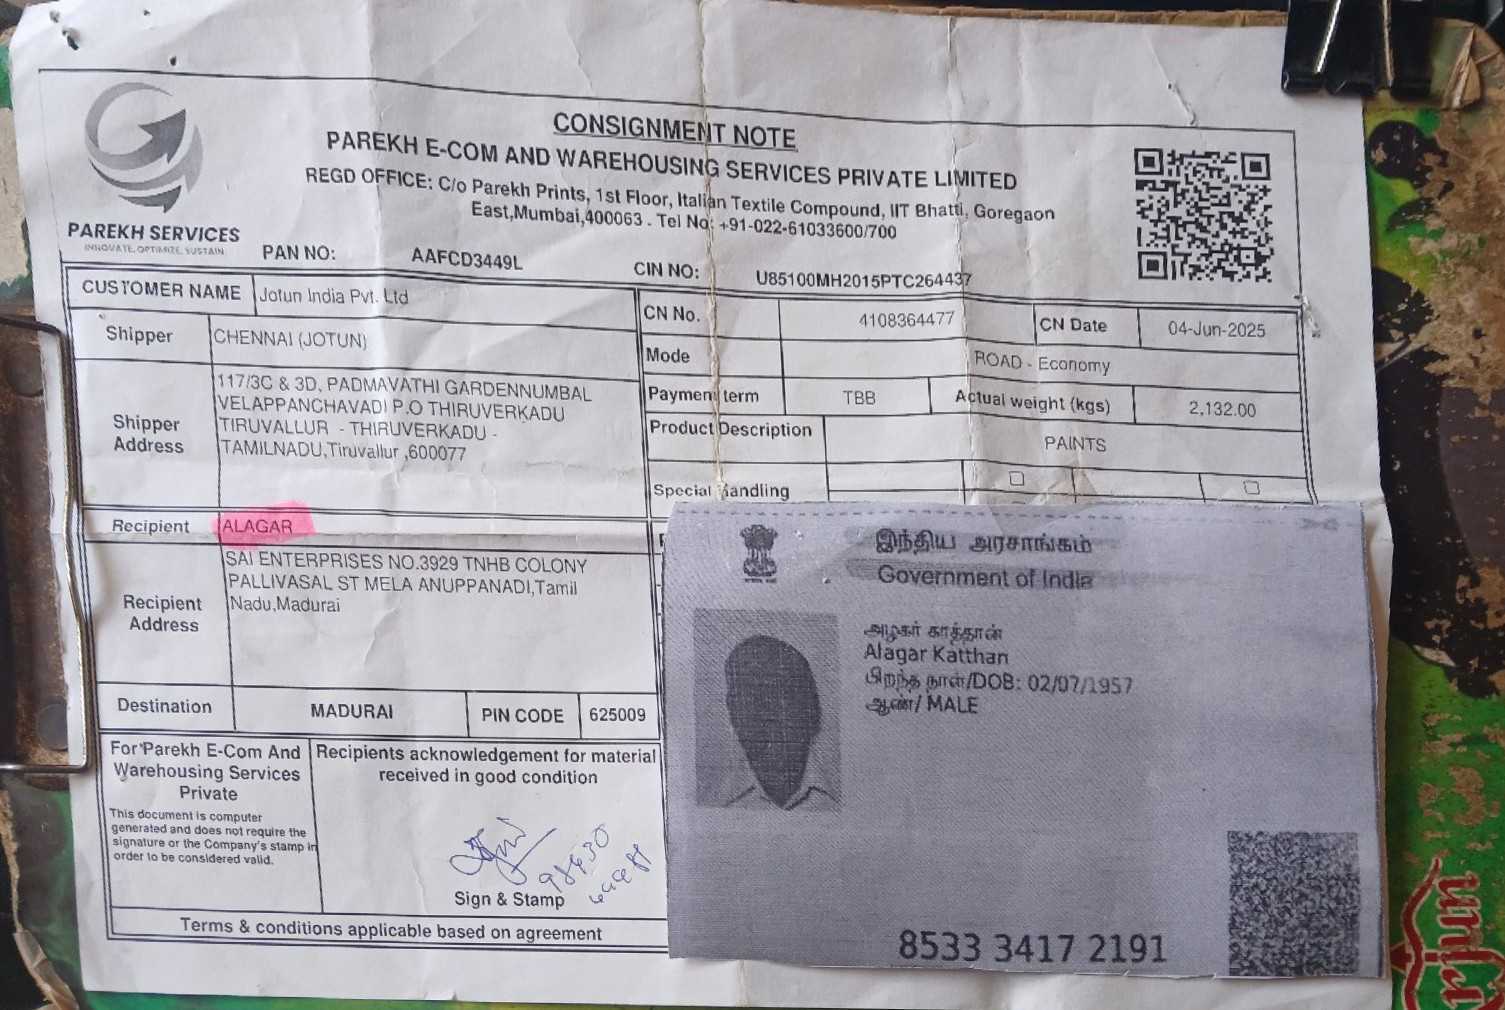 CONSIGNMENT NOTE
PAREKH E-COM AND WAREHOUSING SERVICES PRIVATE LIMITED
REGD OFFICE: C/o Parekh Prints, 1st Floor, Italian Textile Compound, IIT Bhatti, Goregaon
East,Mumbai,400063 . Tel No: +91-022-61033600/700
PAREKH SERVICES
INNOVATE. OPTIMIZE. SUSTAIN.
PAN NO: AAFCD3449L CIN NO: U85100MH2015PTC264437
CUSTOMER NAME Jotun India Pvt. Ltd
Shipper CHENNAI (JOTUN)
Shipper Address
117/3C & 3D, PADMAVATHI GARDENNUMBAL
VELAPPANCHAVADI P.O THIRUVERKADU
TIRUVALLUR - THIRUVERKADU -
TAMILNADU,Tiruvallur ,600077
CN No. 4108364477 CN Date 04-Jun-2025
Mode ROAD - Economy
Payment term TBB Actual weight (kgs) 2,132.00
Product Description PAINTS
Special Handling
Recipient ALAGAR
Recipient Address
SAI ENTERPRISES NO.3929 TNHB COLONY
PALLIVASAL ST MELA ANUPPANADI,Tamil
Nadu,Madurai
Destination MADURAI PIN CODE 625009
For Parekh E-Com And
Warehousing Services
Private
This document is computer
generated and does not require the
signature or the Company's stamp in
order to be considered valid.
Recipients acknowledgement for material
received in good condition
98430
Sign & Stamp
Terms & conditions applicable based on agreement
இந்திய அரசாங்கம்
Government of India
அழகர் காத்தான்
Alagar Katthan
பிறந்த நாள்/DOB: 02/07/1957
ஆண்/ MALE
8533 3417 2191